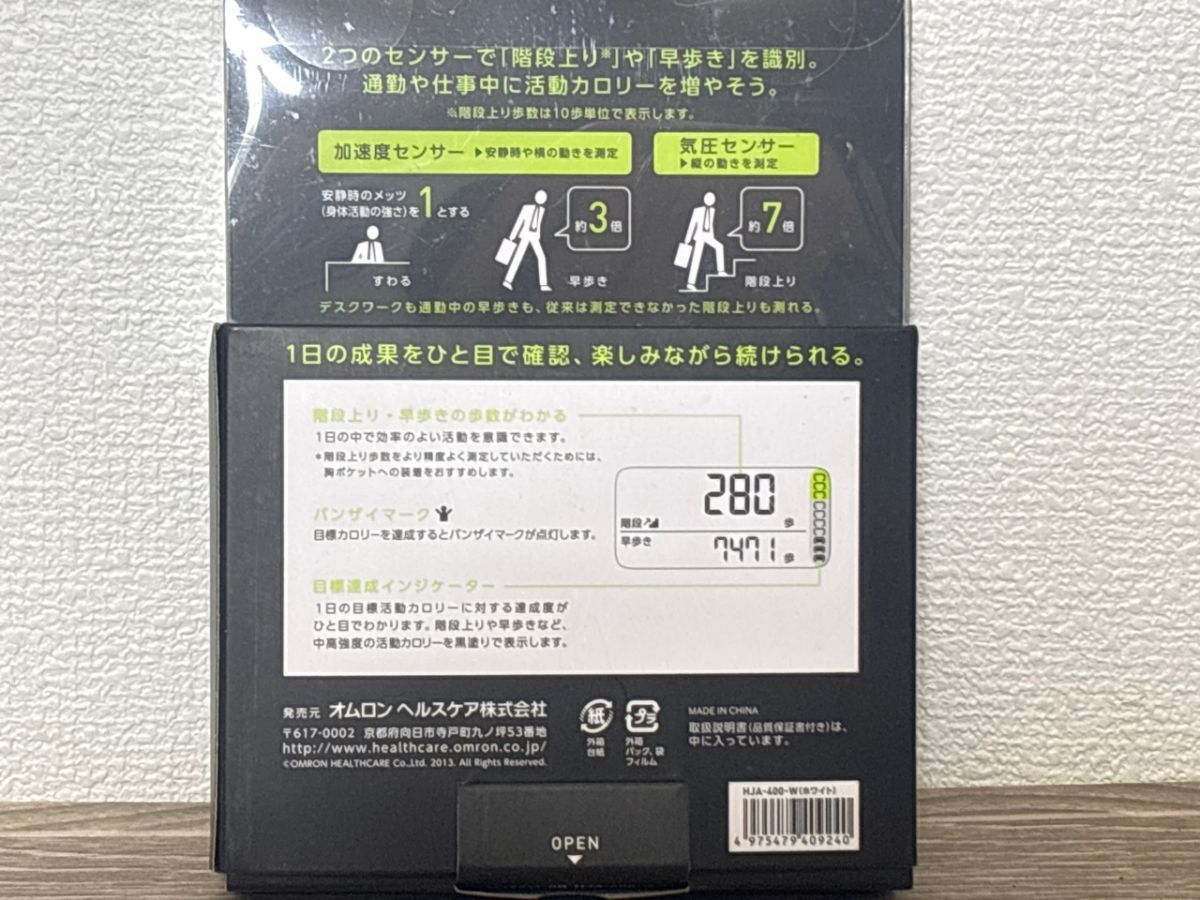 2つのセンサーで「階段上り※」や「早歩き」を識別。
通勤や仕事中に活動カロリーを増やそう。
※階段上り歩数は10歩単位で表示します。
加速度センサー ▶安静時や横の動きを測定
気圧センサー
▶縦の動きを測定
安静時のメッツ
(身体活動の強さ)を1とする
すわる
約3倍
早歩き
約7倍
階段上り
デスクワークも通勤中の早歩きも、従来は測定できなかった階段上りも測れる。
1日の成果をひと目で確認、楽しみながら続けられる。
階段上り・早歩きの歩数がわかる
1日の中で効率のよい活動を意識できます。
*階段上り歩数をより精度よく測定していただくためには、
胸ポケットへの装着をおすすめします。
バンザイマーク
目標カロリーを達成するとバンザイマークが点灯します。
目標達成インジケーター
1日の目標活動カロリーに対する達成度が
ひと目でわかります。階段上りや早歩きなど、
中高強度の活動カロリーを黒塗りで表示します。
280
階段 歩
早歩き 7471 歩
発売元 オムロン ヘルスケア株式会社
〒617-0002 京都府向日市寺戸町九ノ坪53番地
http://www.healthcare.omron.co.jp/
©OMRON HEALTHCARE Co.,Ltd. 2013. All Rights Reserved.
紙
外箱
台紙
プラ
外箱
パック、袋
フィルム
MADE IN CHINA
取扱説明書(品質保証書付き)は、
中に入っています。
HJA-400-W(ホワイト)
4 975479 409240
OPEN